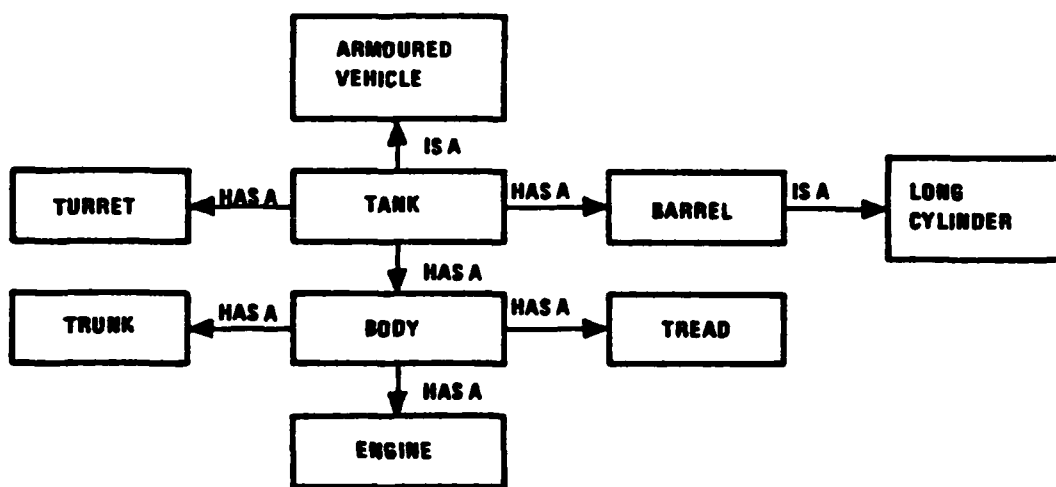 ARMOURED
VEHICLE
IS A
TURRET
HAS A
TANK
HAS A
BARREL
IS A
LONG
CYLINDER
HAS A
TRUNK
HAS A
BODY
HAS A
TREAD
HAS A
ENGINE